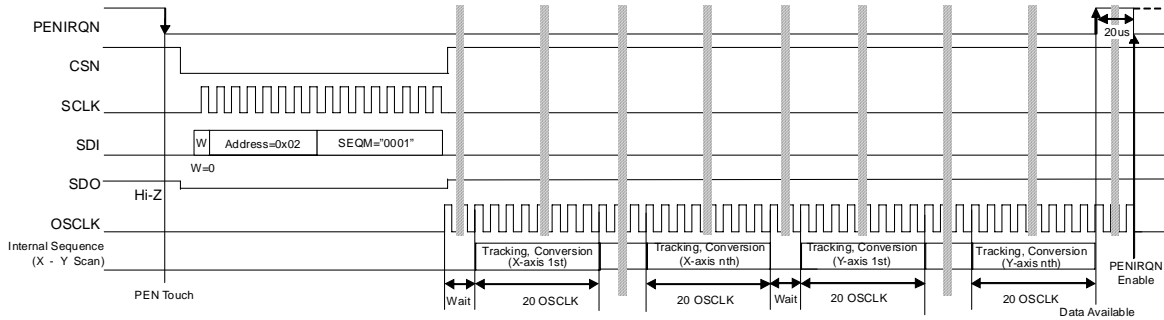 PENIRQN
20us
CSN
SCLK
SDI
W
Address=0x02
SEQM="0001"
W=0
SDO
Hi-Z
OSCLK
Internal Sequence
(X - Y Scan)
Tracking, Conversion
(X-axis 1st)
Tracking, Conversion
(X-axis nth)
Tracking, Conversion
(Y-axis 1st)
Tracking, Conversion
(Y-axis nth)
PEN Touch
Wait
20 OSCLK
20 OSCLK
Wait
20 OSCLK
20 OSCLK
PENIRQN
Enable
Data Available